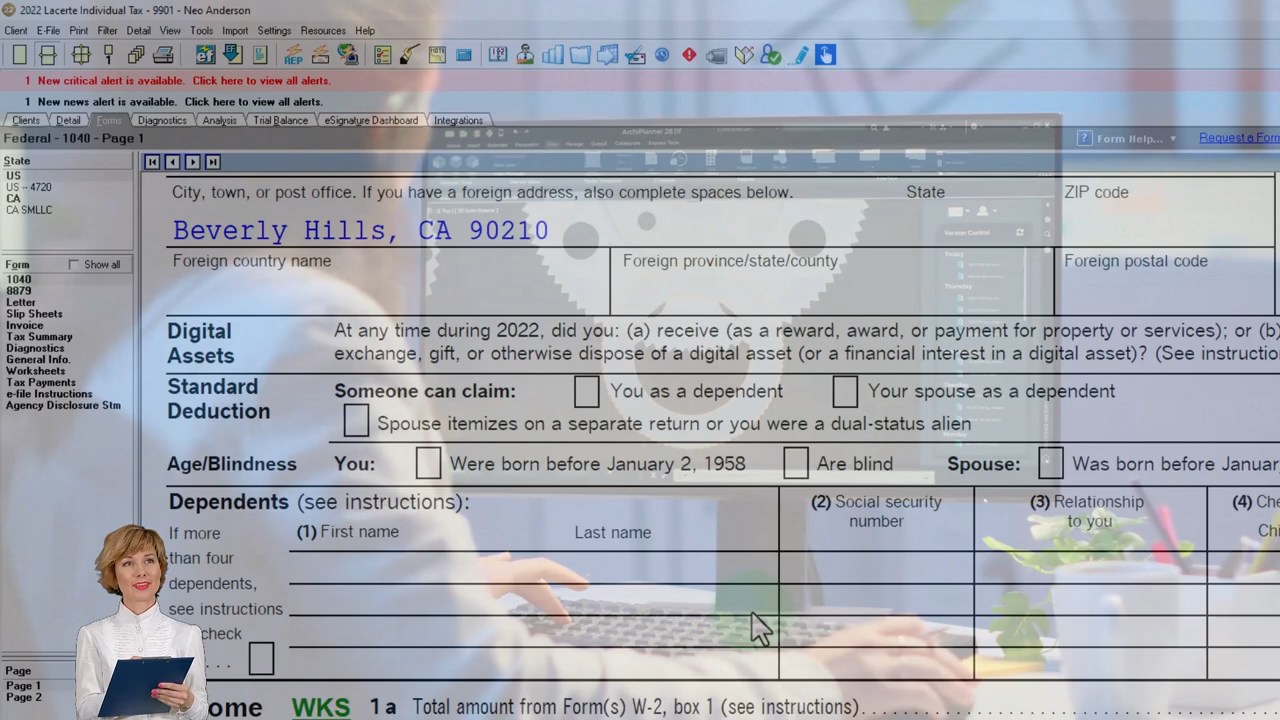 2022 Lacerte Individual Tax - 9901 - Neo Anderson
Client E-File Print Filter Detail View Tools Import Settings Resources Help
1 New critical alert is available. Click here to view all alerts.
1 New news alert is available. Click here to view all alerts.
Clients Detail Forms Diagnostics Analysis Trial Balance eSignature Dashboard Integrations
Federal - 1040 - Page 1
Form Help... Request a Form
State
US
US -- 4720
CA
CA SMLLC
Form Show all
1040
8879
Letter
Slip Sheets
Invoice
Tax Summary
Diagnostics
General Info.
Worksheets
Tax Payments
e-file Instructions
Agency Disclosure Stm
Page
Page 1
Page 2
City, town, or post office. If you have a foreign address, also complete spaces below. State ZIP code
Beverly Hills, CA 90210
Foreign country name Foreign province/state/county Foreign postal code
Digital Assets
At any time during 2022, did you: (a) receive (as a reward, award, or payment for property or services); or (b)
exchange, gift, or otherwise dispose of a digital asset (or a financial interest in a digital asset)? (See instructio
Standard Deduction
Someone can claim: You as a dependent Your spouse as a dependent
Spouse itemizes on a separate return or you were a dual-status alien
Age/Blindness You: Were born before January 2, 1958 Are blind Spouse: Was born before Januar
Dependents (see instructions):
(2) Social security number
(3) Relationship to you
(4) Che
Chi
(1) First name Last name
If more
than four
dependents,
see instructions
check
ome WKS 1a Total amount from Form(s) W-2, box 1 (see instructions)
Version Control
Today
Thursday